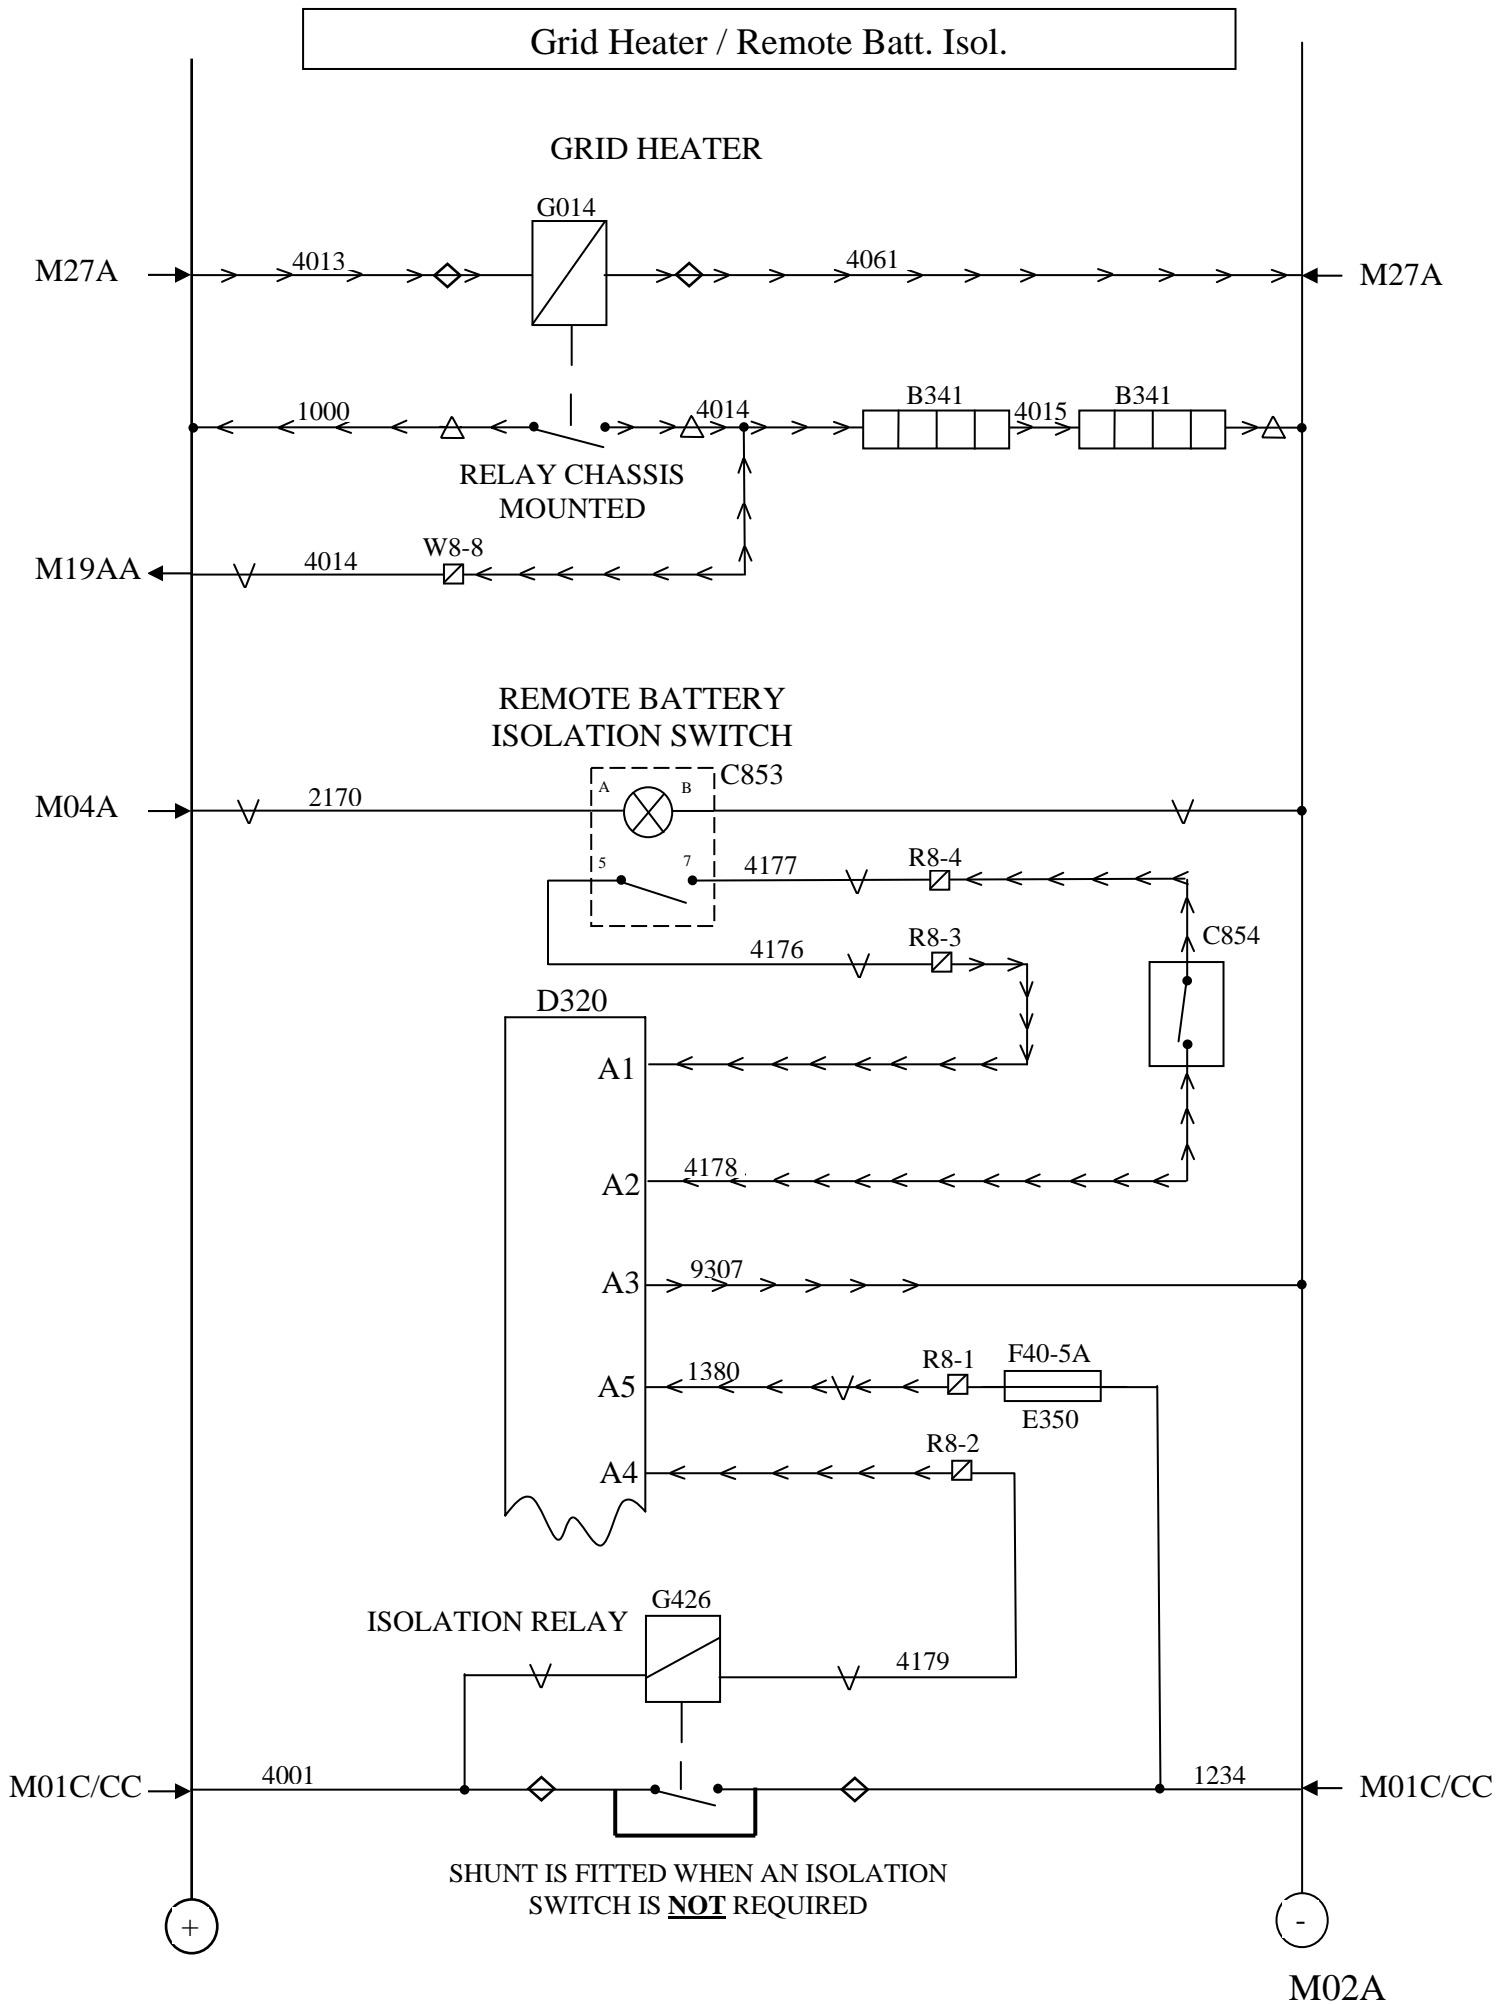 Grid Heater / Remote Batt. Isol.
GRID HEATER
G014
M27A
4013
4061
M27A
1000
4014
B341
4015
B341
RELAY CHASSIS
MOUNTED
M19AA
4014
W8-8
REMOTE BATTERY
ISOLATION SWITCH
M04A
2170
A
B
C853
5
7
4177
R8-4
C854
4176
R8-3
D320
A1
A2
4178
A3
9307
A5
1380
R8-1
F40-5A
E350
A4
R8-2
ISOLATION RELAY
G426
4179
M01C/CC
4001
1234
M01C/CC
SHUNT IS FITTED WHEN AN ISOLATION
SWITCH IS NOT REQUIRED
+
-
M02A